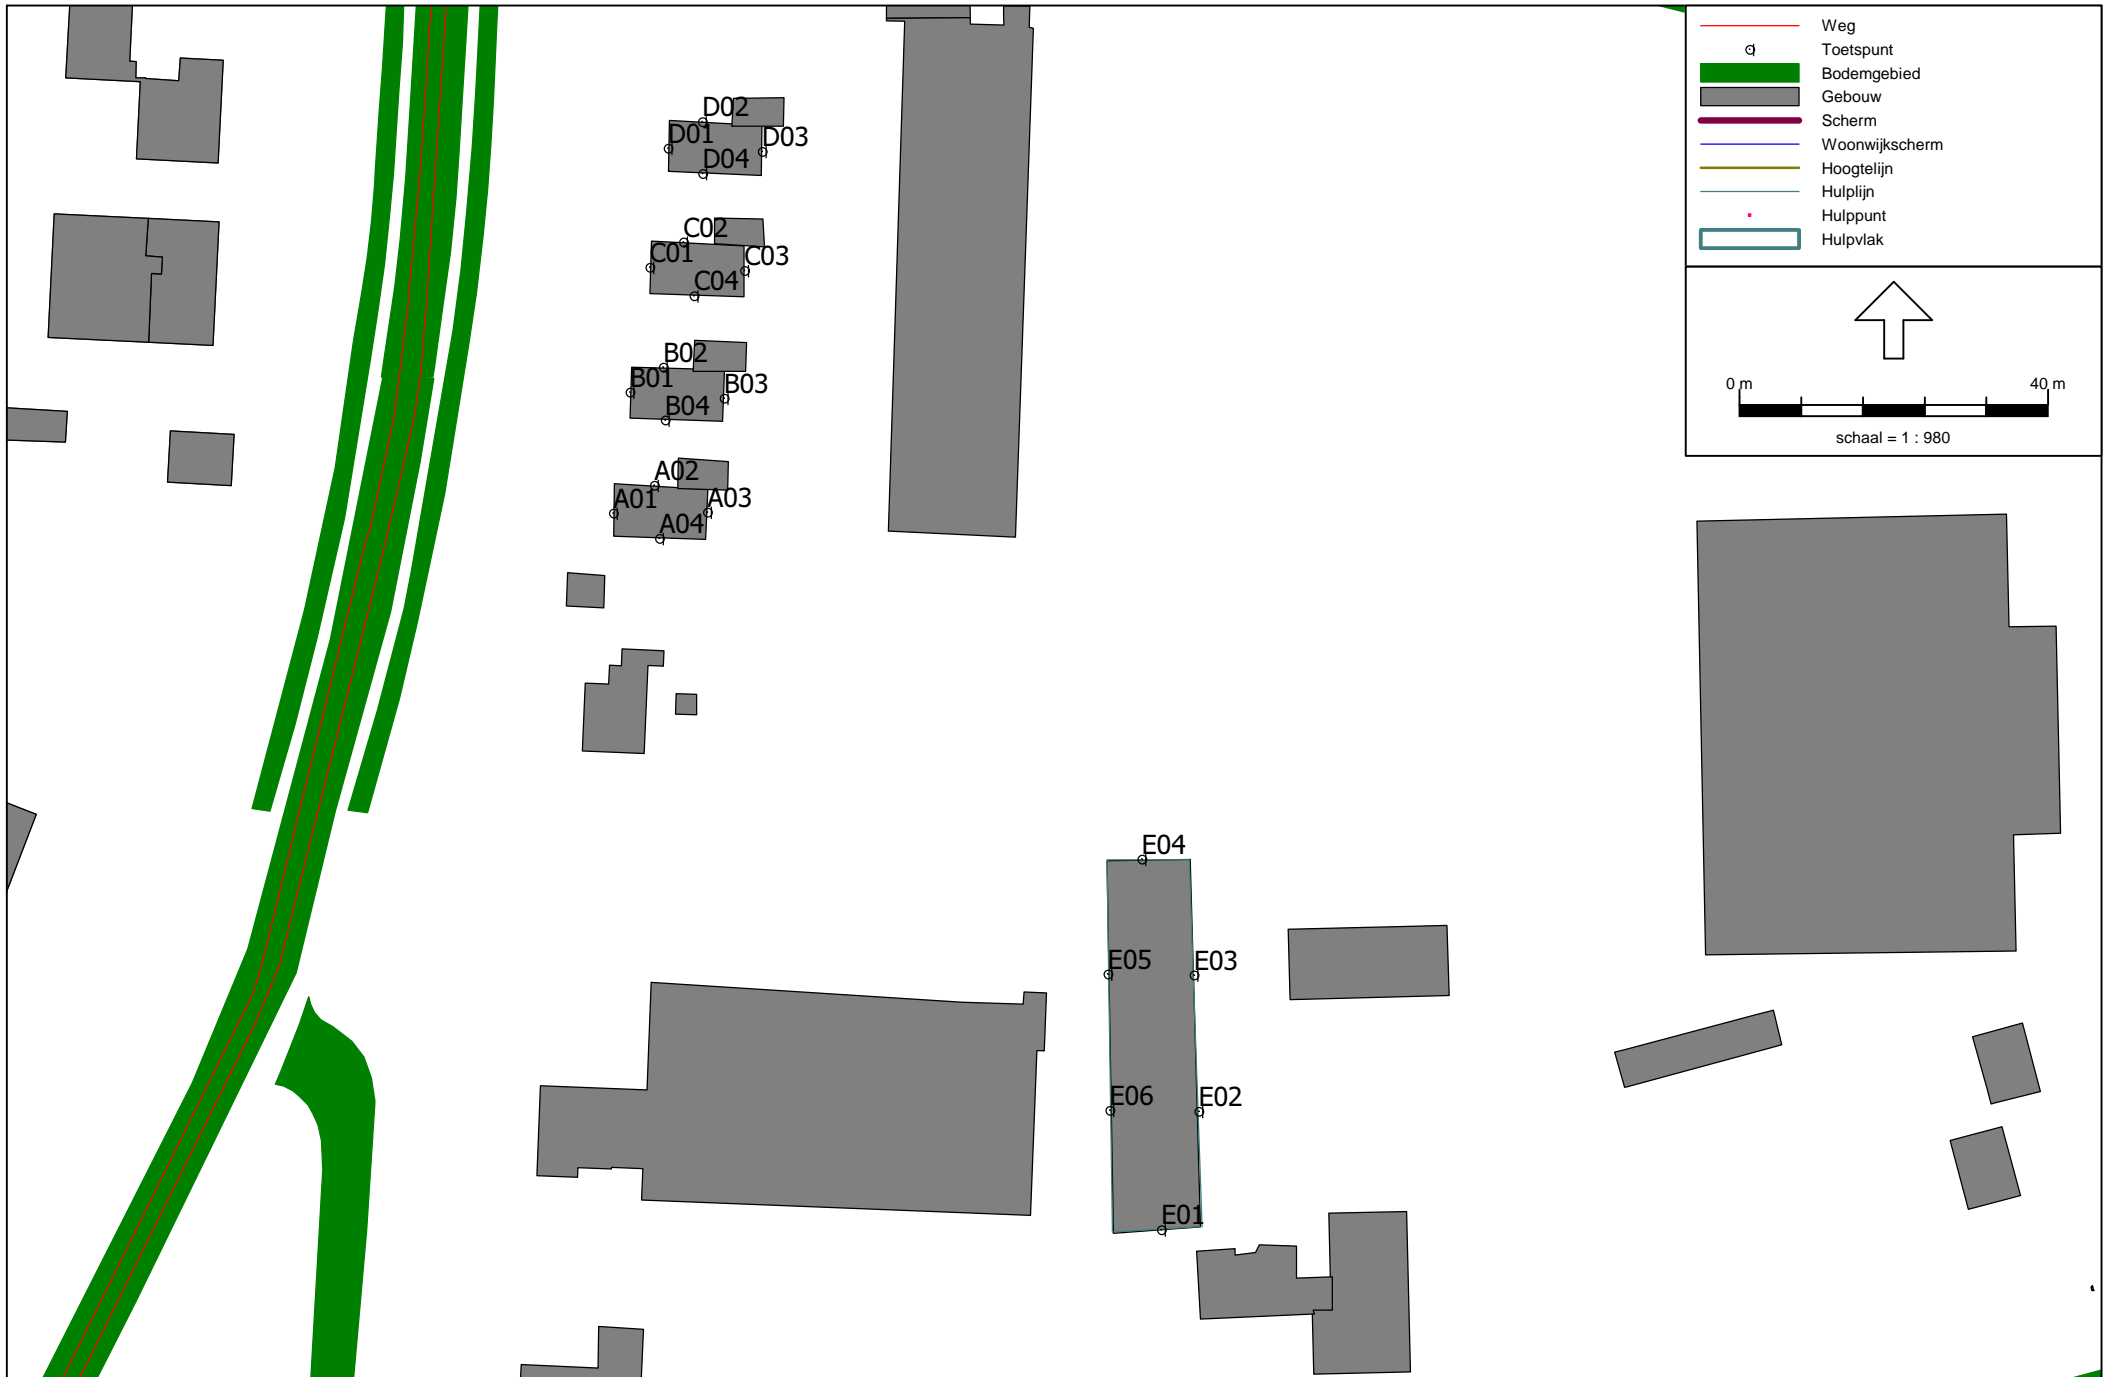 Weg
Toetspunt
Bodemgebied
Gebouw
Scherm
Woonwijkscherm
Hoogtelijn
Hulplijn
Hulppunt
Hulpvlak
0 m 40 m
schaal = 1 : 980
D02
D01 D03
D04
C02
C01 C03
C04
B02
B01 B03
B04
A02
A01 A03
A04
E04
E05 E03
E06 E02
E01